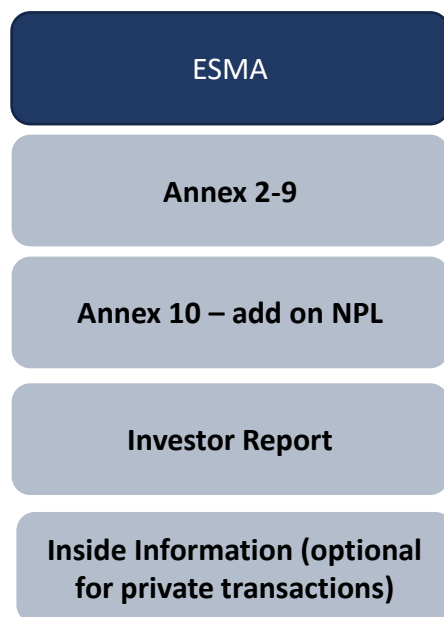 ESMA
Annex 2-9
Annex 10 – add on NPL
Investor Report
Inside Information (optional
for private transactions)